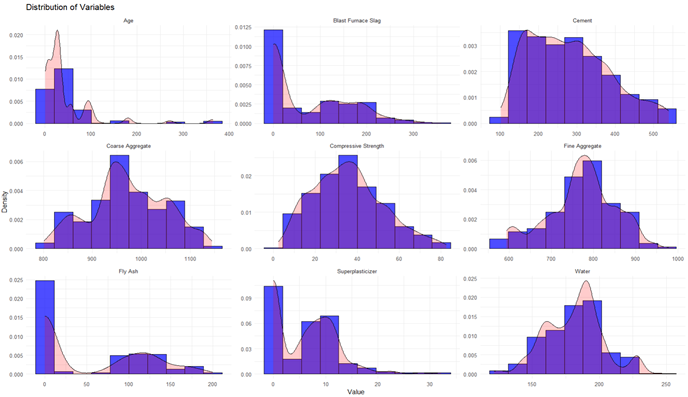 Distribution of Variables
Age
Blast Furnace Slag
Cement
0.020
0.015
0.010
0.005
0.000
0 100 200 300 400
0.0125
0.0100
0.0075
0.0050
0.0025
0.0000
0 100 200 300
0.003
0.002
0.001
0.000
100 200 300 400 500
Coarse Aggregate
Compressive Strength
Fine Aggregate
0.006
0.004
0.002
0.000
800 900 1000 1100
0.02
0.01
0.00
0 20 40 60 80
0.006
0.004
0.002
0.000
600 700 800 900 1000
Density
Fly Ash
Superplasticizer
Water
0.025
0.020
0.015
0.010
0.005
0.000
0 50 100 150 200
0.09
0.06
0.03
0.00
0 10 20 30
0.025
0.020
0.015
0.010
0.005
0.000
150 200 250
Value